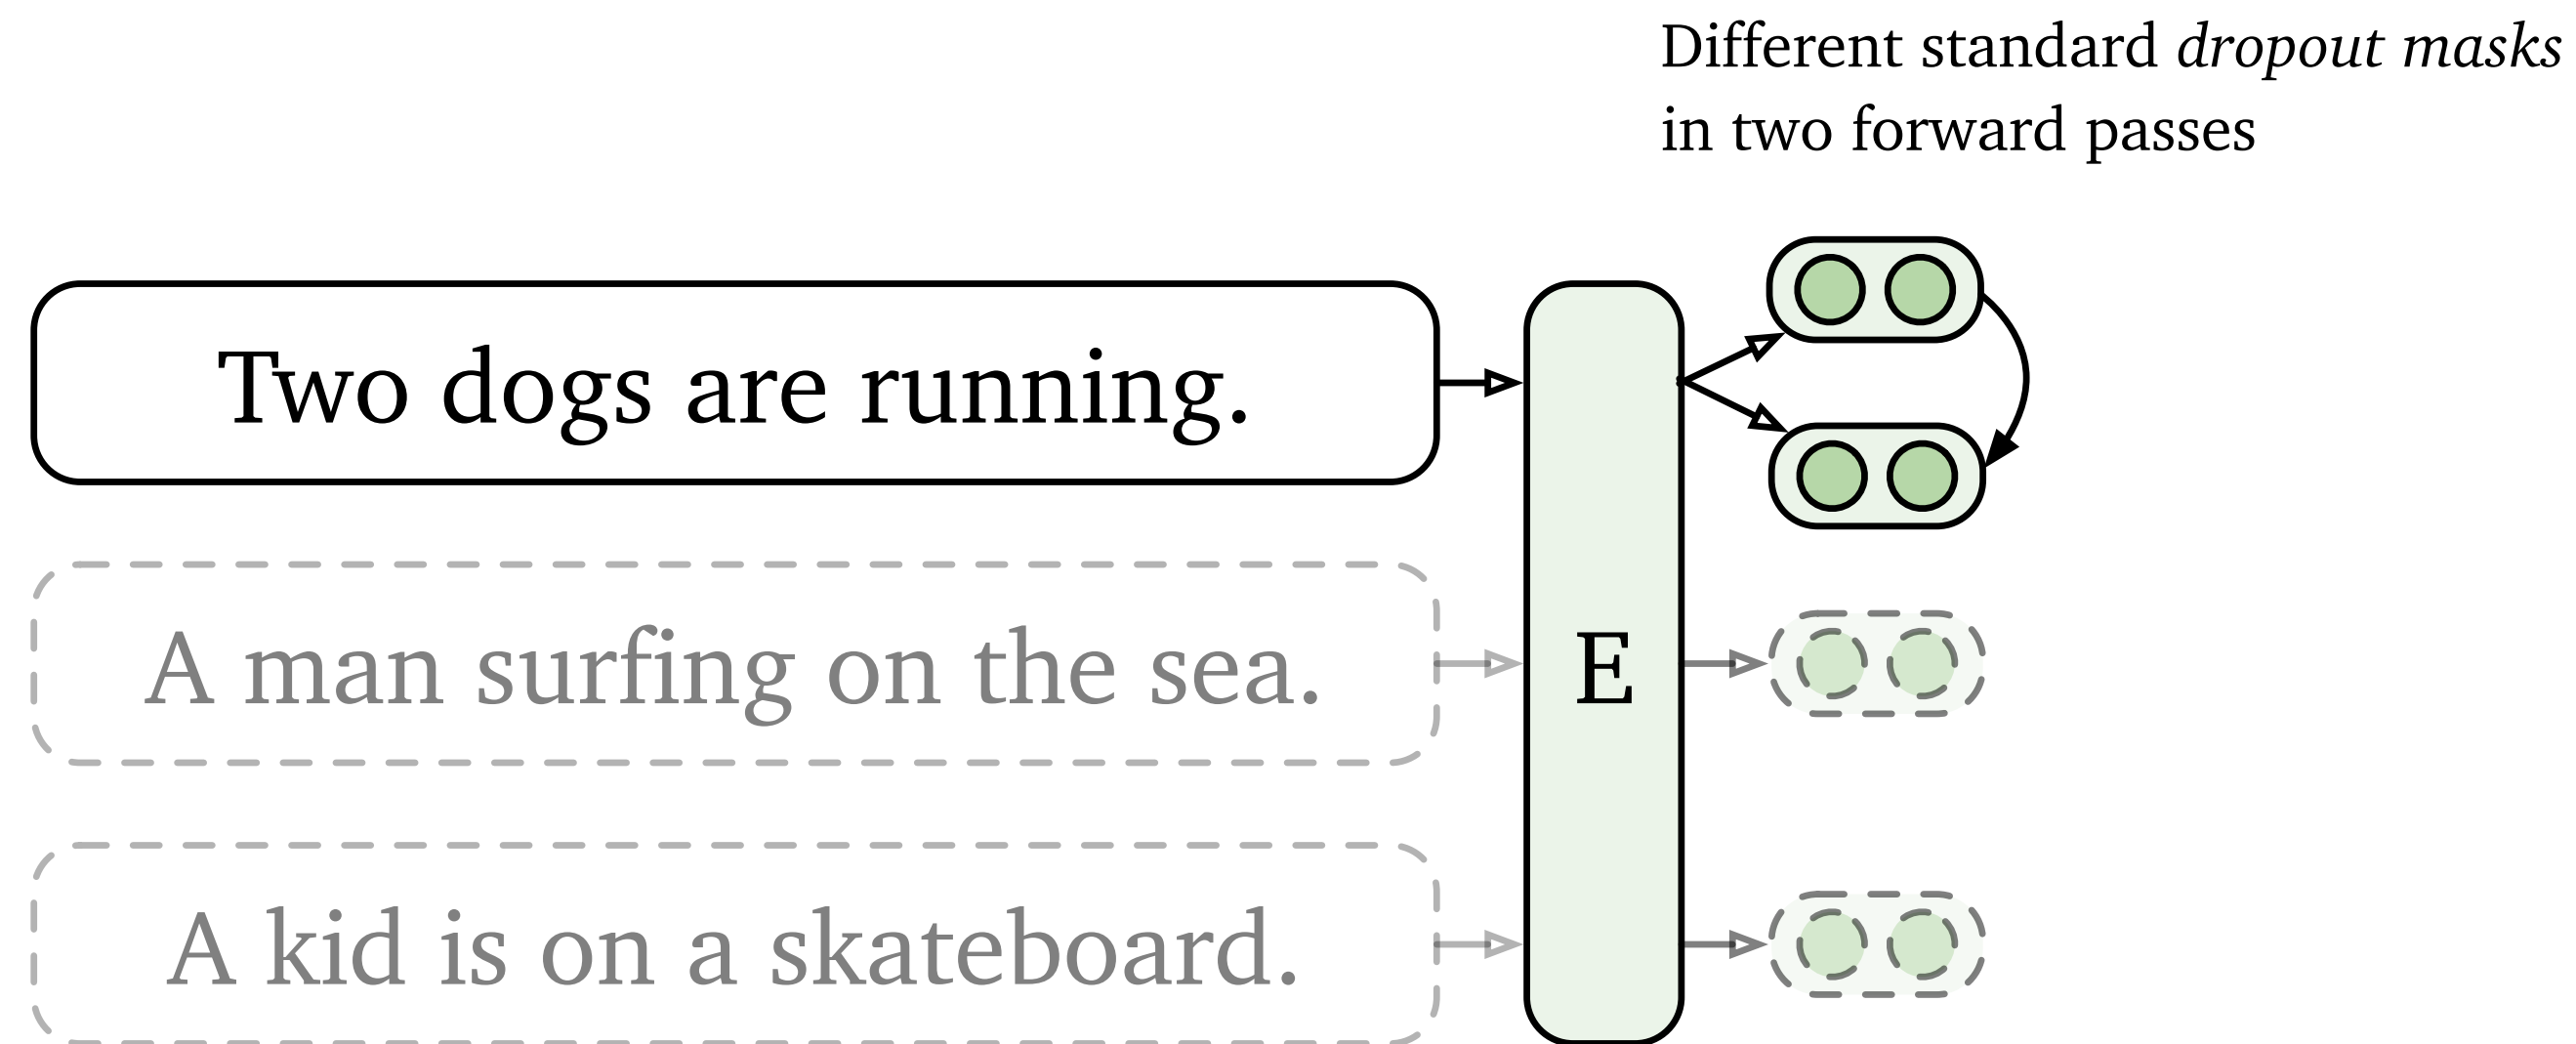 Different standard dropout masks
in two forward passes
Two dogs are running.
A man surfing on the sea.
E
A kid is on a skateboard.